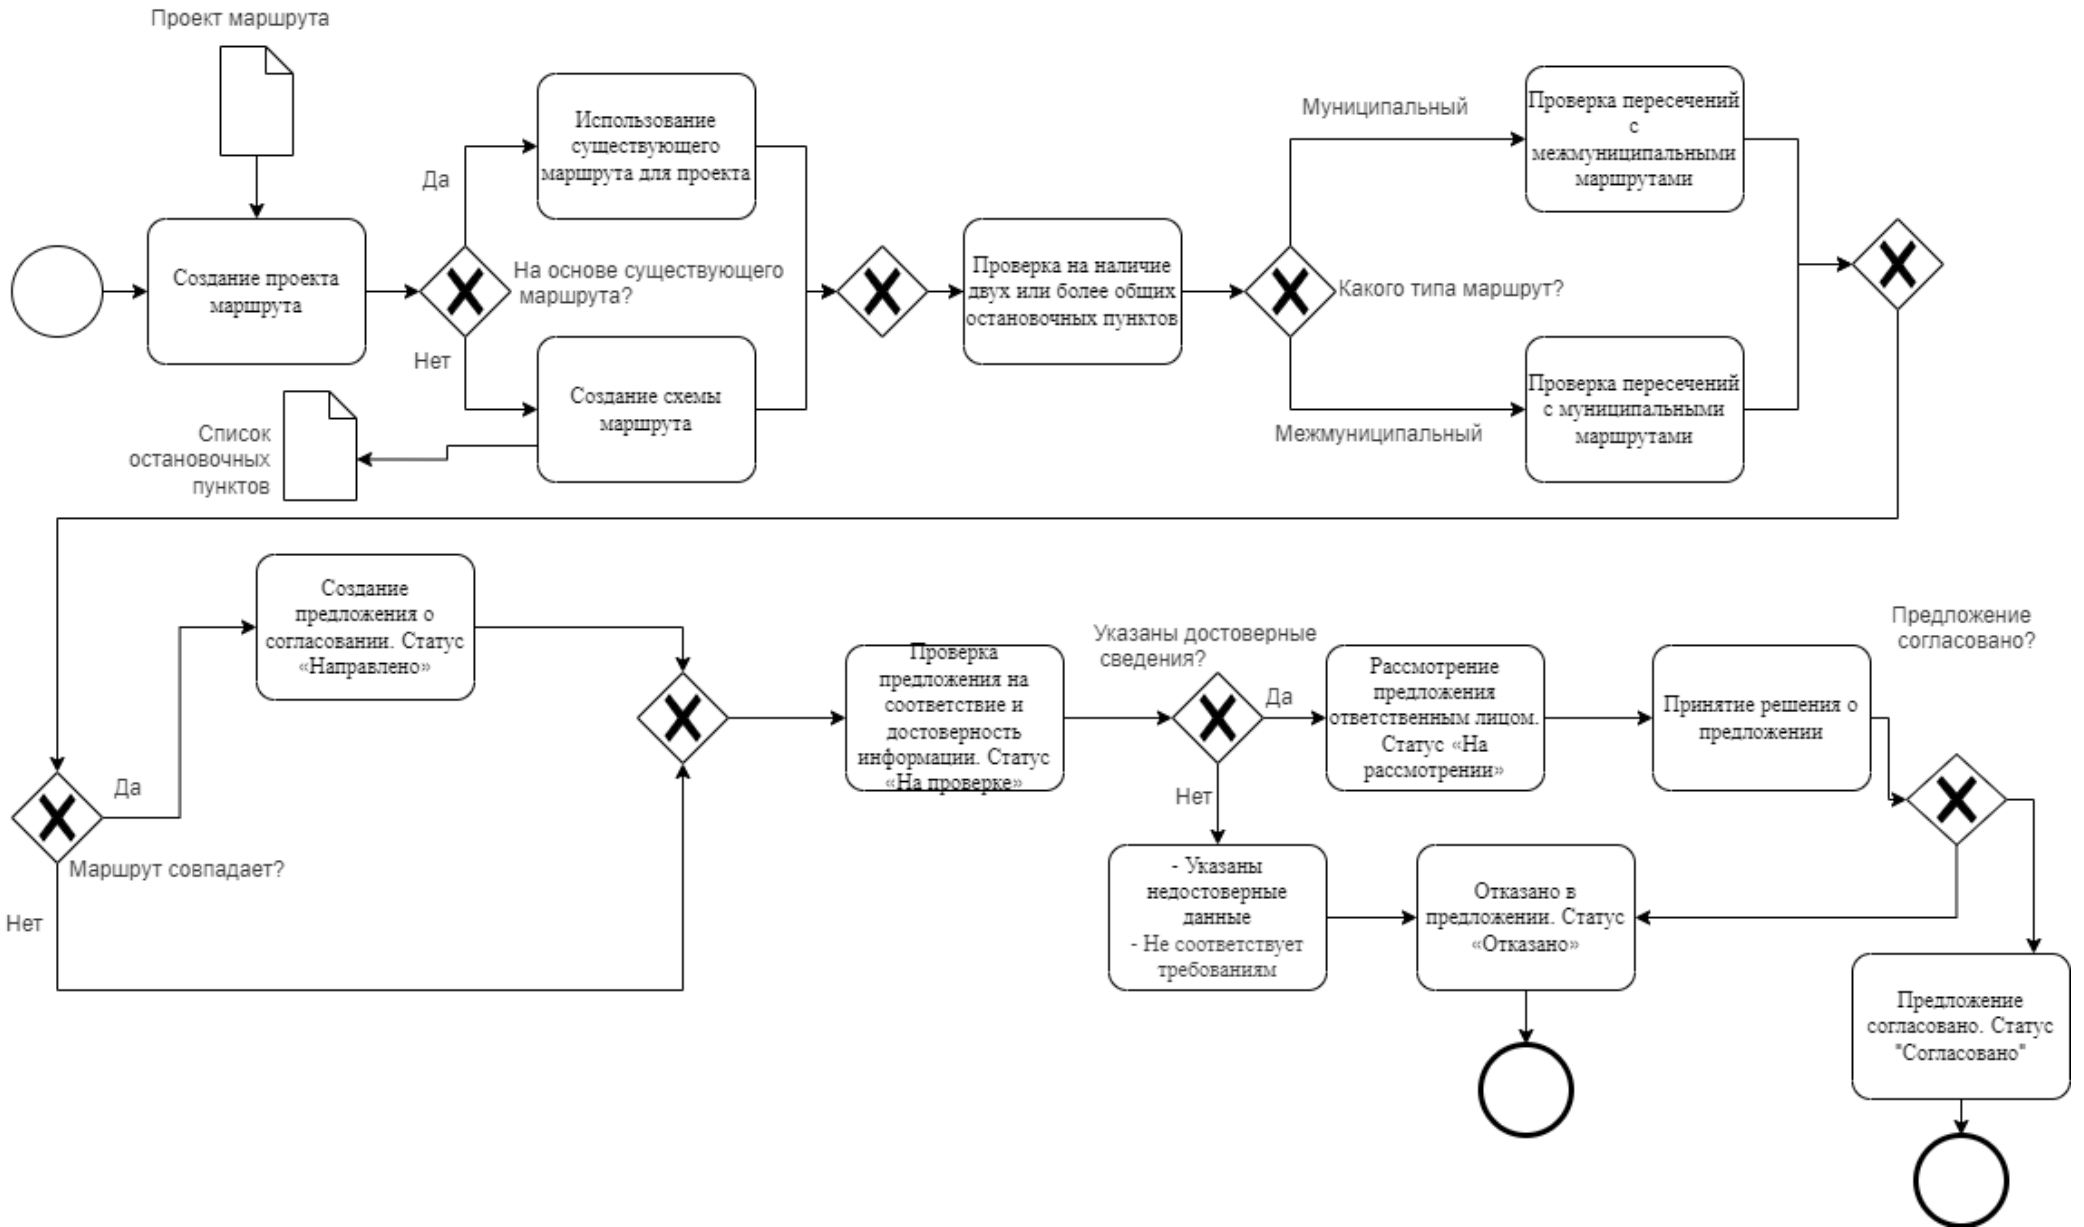 Проект маршрута
Создание проекта
маршрута
Да
На основе существующего
маршрута?
Нет
Использование
существующего
маршрута для проекта
Создание схемы
маршрута
Список
остановочных
пунктов
Проверка на наличие
двух или более общих
остановочных пунктов
Муниципальный
Какого типа маршрут?
Межмуниципальный
Проверка пересечений
с
межмуниципальными
маршрутами
Проверка пересечений
с муниципальными
маршрутами
Маршрут совпадает?
Да
Нет
Создание
предложения о
согласовании. Статус
«Направлено»
Проверка
предложения на
соответствие и
достоверность
информации. Статус
«На проверке»
Указаны достоверные
сведения?
Да
Нет
Рассмотрение
предложения
ответственным лицом.
Статус «На
рассмотрении»
Принятие решения о
предложении
Предложение
согласовано?
- Указаны
недостоверные
данные
- Не соответствует
требованиям
Отказано в
предложении. Статус
«Отказано»
Предложение
согласовано. Статус
"Согласовано"